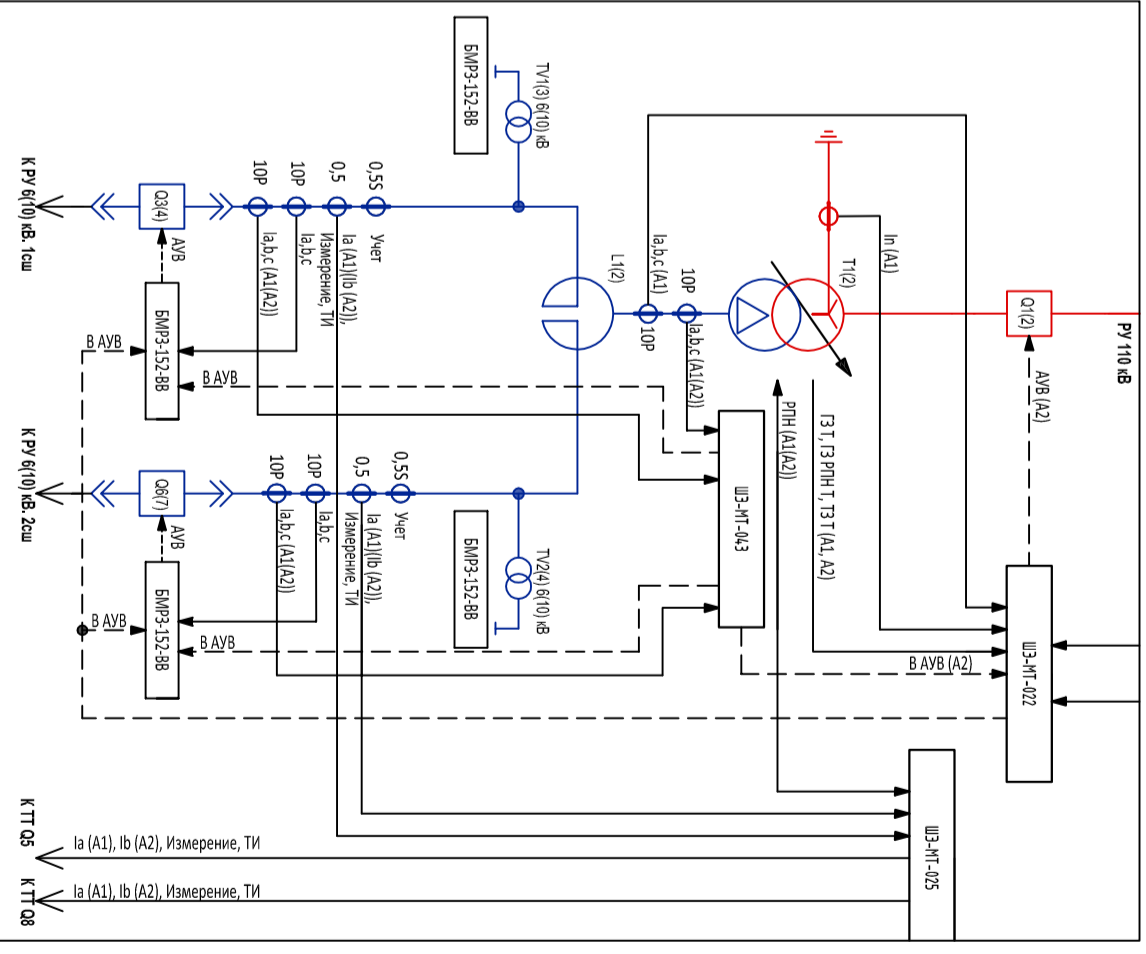 РУ 110 кВ
Q1(2)
АУВ (А2)
ШЭ-МТ-022
In (A1)
T1(2)
РПН (А1(А2))
ГЗ Т, ГЗ РПН Т, ТЗ Т (А1, А2)
В АУВ (А2)
Ia,b,c (A1)
10Р
10Р
Ia,b,c (A1(A2))
ШЭ-МТ-043
ШЭ-МТ-025
L1(2)
TV1(3) 6(10) кВ
БМРЗ-152-ВВ
TV2(4) 6(10) кВ
БМРЗ-152-ВВ
0,5S
Учет
0,5
Ia (A1)(Ib (A2)),
Измерение, ТИ
10Р
Ia,b,c
10Р
Ia,b,c (A1(A2))
0,5S
Учет
0,5
Ia (A1)(Ib (A2)),
Измерение, ТИ
10Р
Ia,b,c
10Р
Ia,b,c (A1(A2))
Q3(4)
АУВ
БМРЗ-152-ВВ
В АУВ
В АУВ
Q6(7)
АУВ
БМРЗ-152-ВВ
В АУВ
В АУВ
К РУ 6(10) кВ. 1сш
К РУ 6(10) кВ. 2сш
К ТТ Q5
Ia (A1), Ib (A2), Измерение, ТИ
К ТТ Q8
Ia (A1), Ib (A2), Измерение, ТИ